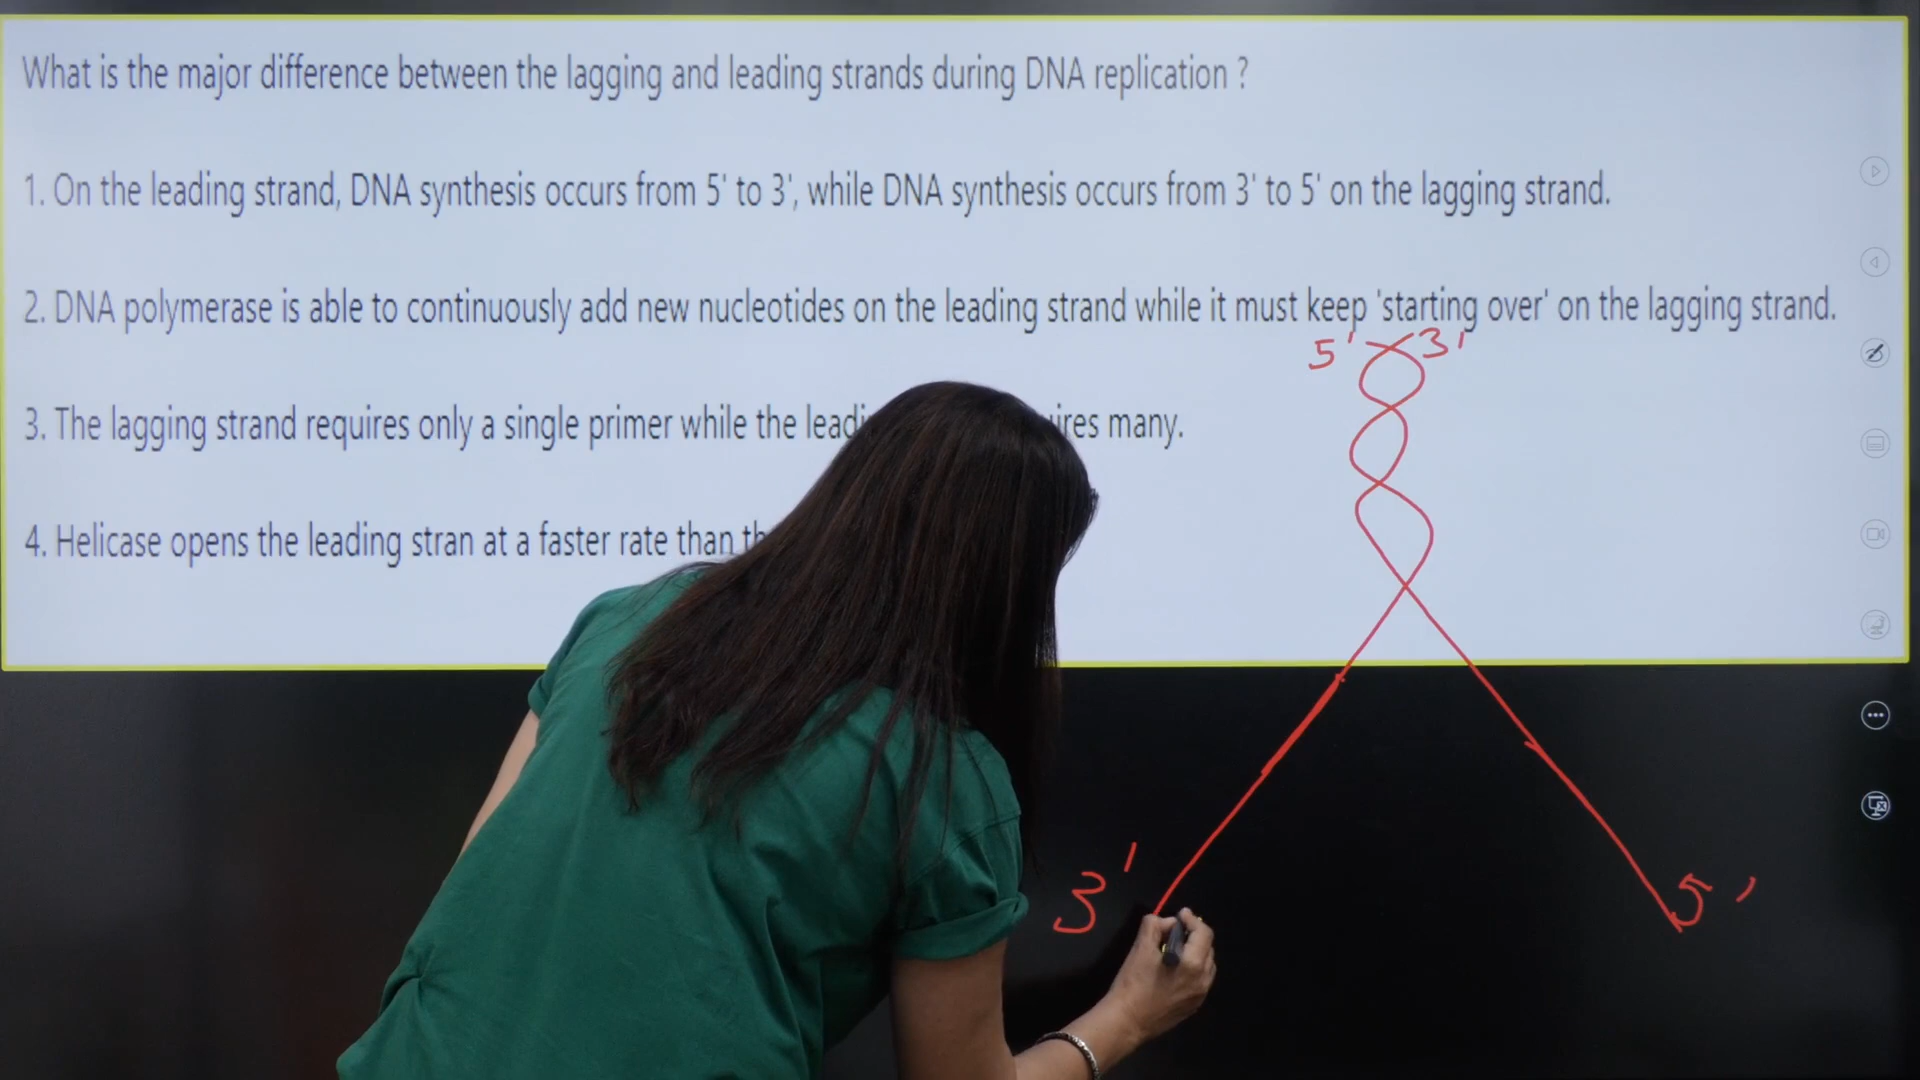 What is the major difference between the lagging and leading strands during DNA replication ?
1. On the leading strand, DNA synthesis occurs from 5' to 3', while DNA synthesis occurs from 3' to 5' on the lagging strand.
2. DNA polymerase is able to continuously add new nucleotides on the leading strand while it must keep 'starting over' on the lagging strand.
5' 3'
3. The lagging strand requires only a single primer while the many.
4. Helicase opens the leading stran at a faster rate than
3' 5'